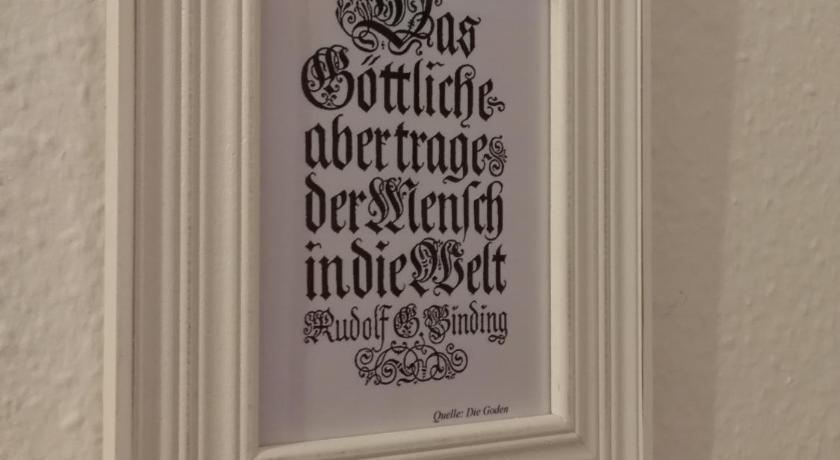 Das
Göttliche
aber trage
der Mensch
in die Welt
Rudolf G. Binding
Quelle: Die Goden